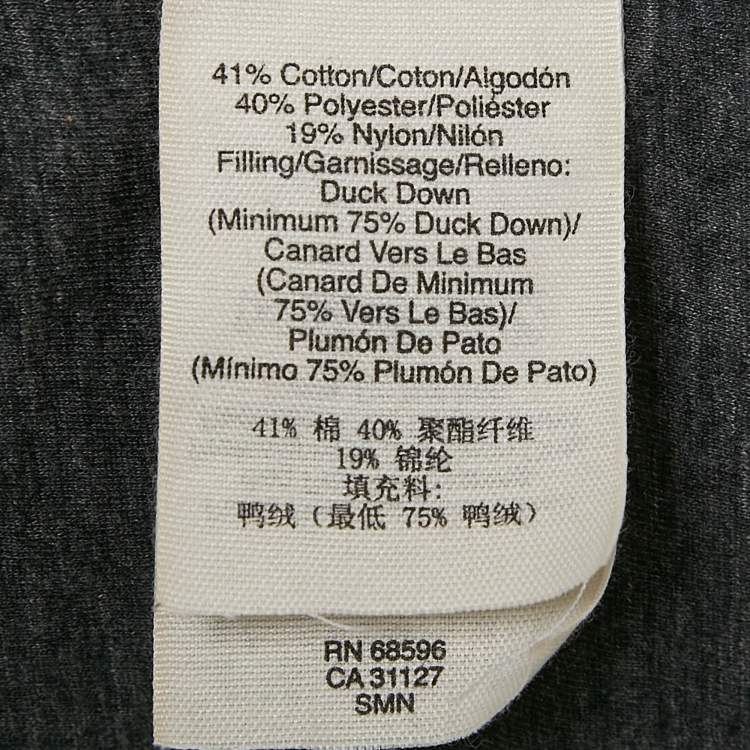 41% Cotton/Coton/Algodón
40% Polyester/Poliéster
19% Nylon/Nilón
Filling/Garnissage/Relleno:
Duck Down
(Minimum 75% Duck Down)/
Canard Vers Le Bas
(Canard De Minimum
75% Vers Le Bas)/
Plumón De Pato
(Mínimo 75% Plumón De Pato)
41% 棉 40% 聚酯纤维
19% 锦纶
填充料:
鸭绒（最低 75% 鸭绒）
RN 68596
CA 31127
SMN